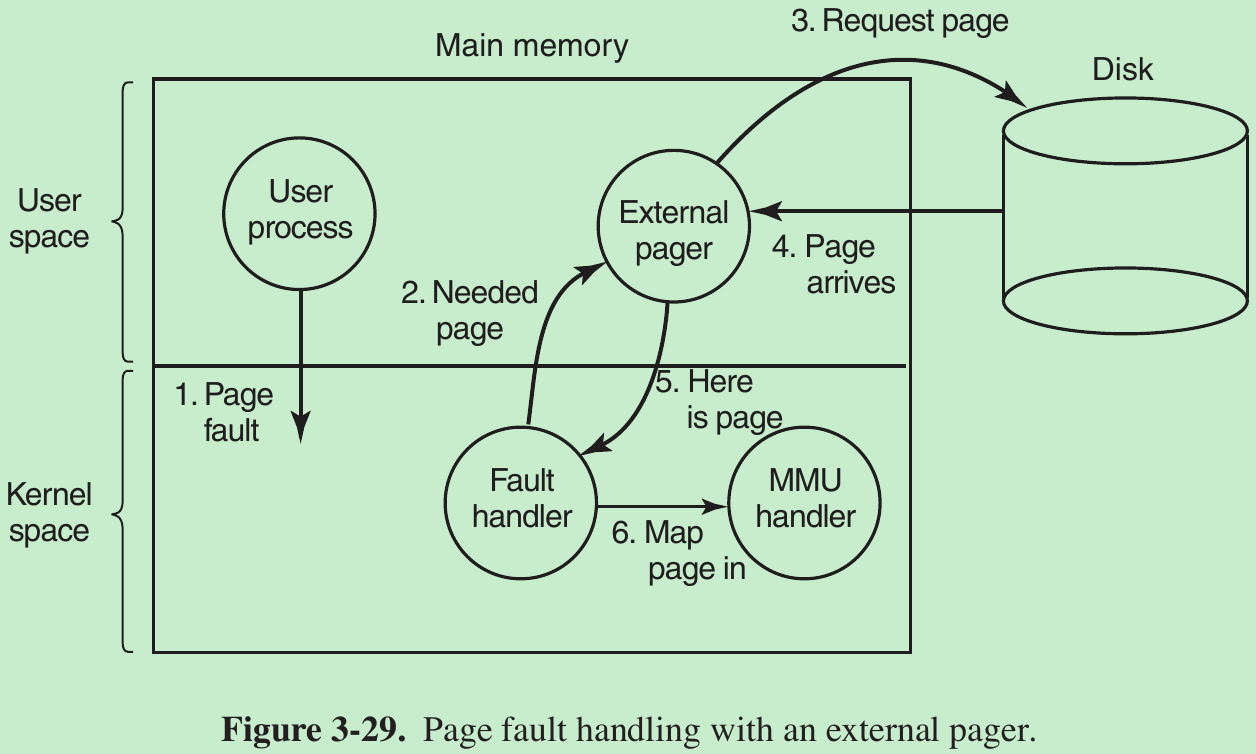 3. Request page
Main memory
Disk
User
process
External
pager
User
space
4. Page
arrives
2. Needed
page
1. Page
fault
5. Here
is page
Kernel
space
Fault
handler
MMU
handler
6. Map
page in
Figure 3-29. Page fault handling with an external pager.